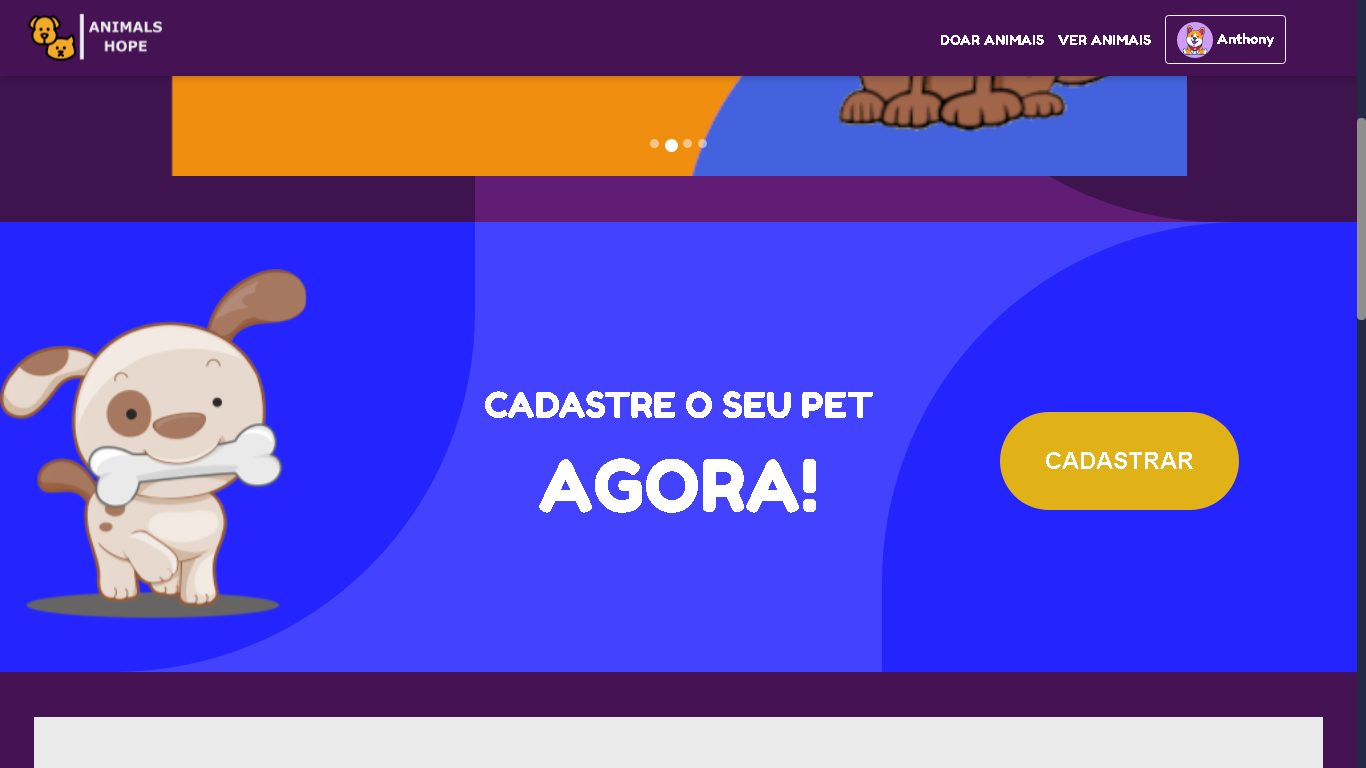 ANIMALS
HOPE
DOAR ANIMAIS
VER ANIMAIS
Anthony
CADASTRE O SEU PET
AGORA!
CADASTRAR